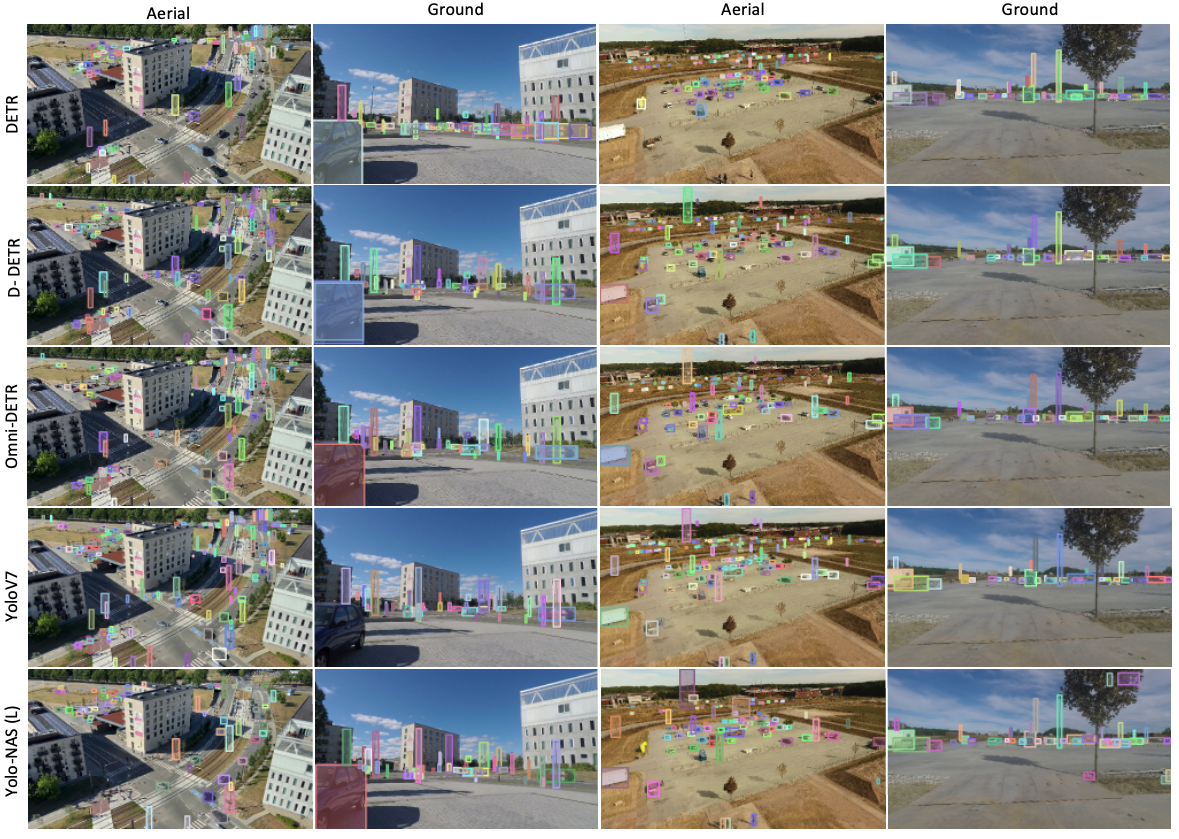 Aerial Ground Aerial Ground
DETR
D- DETR
Omni-DETR
YoloV7
Yolo-NAS (L)